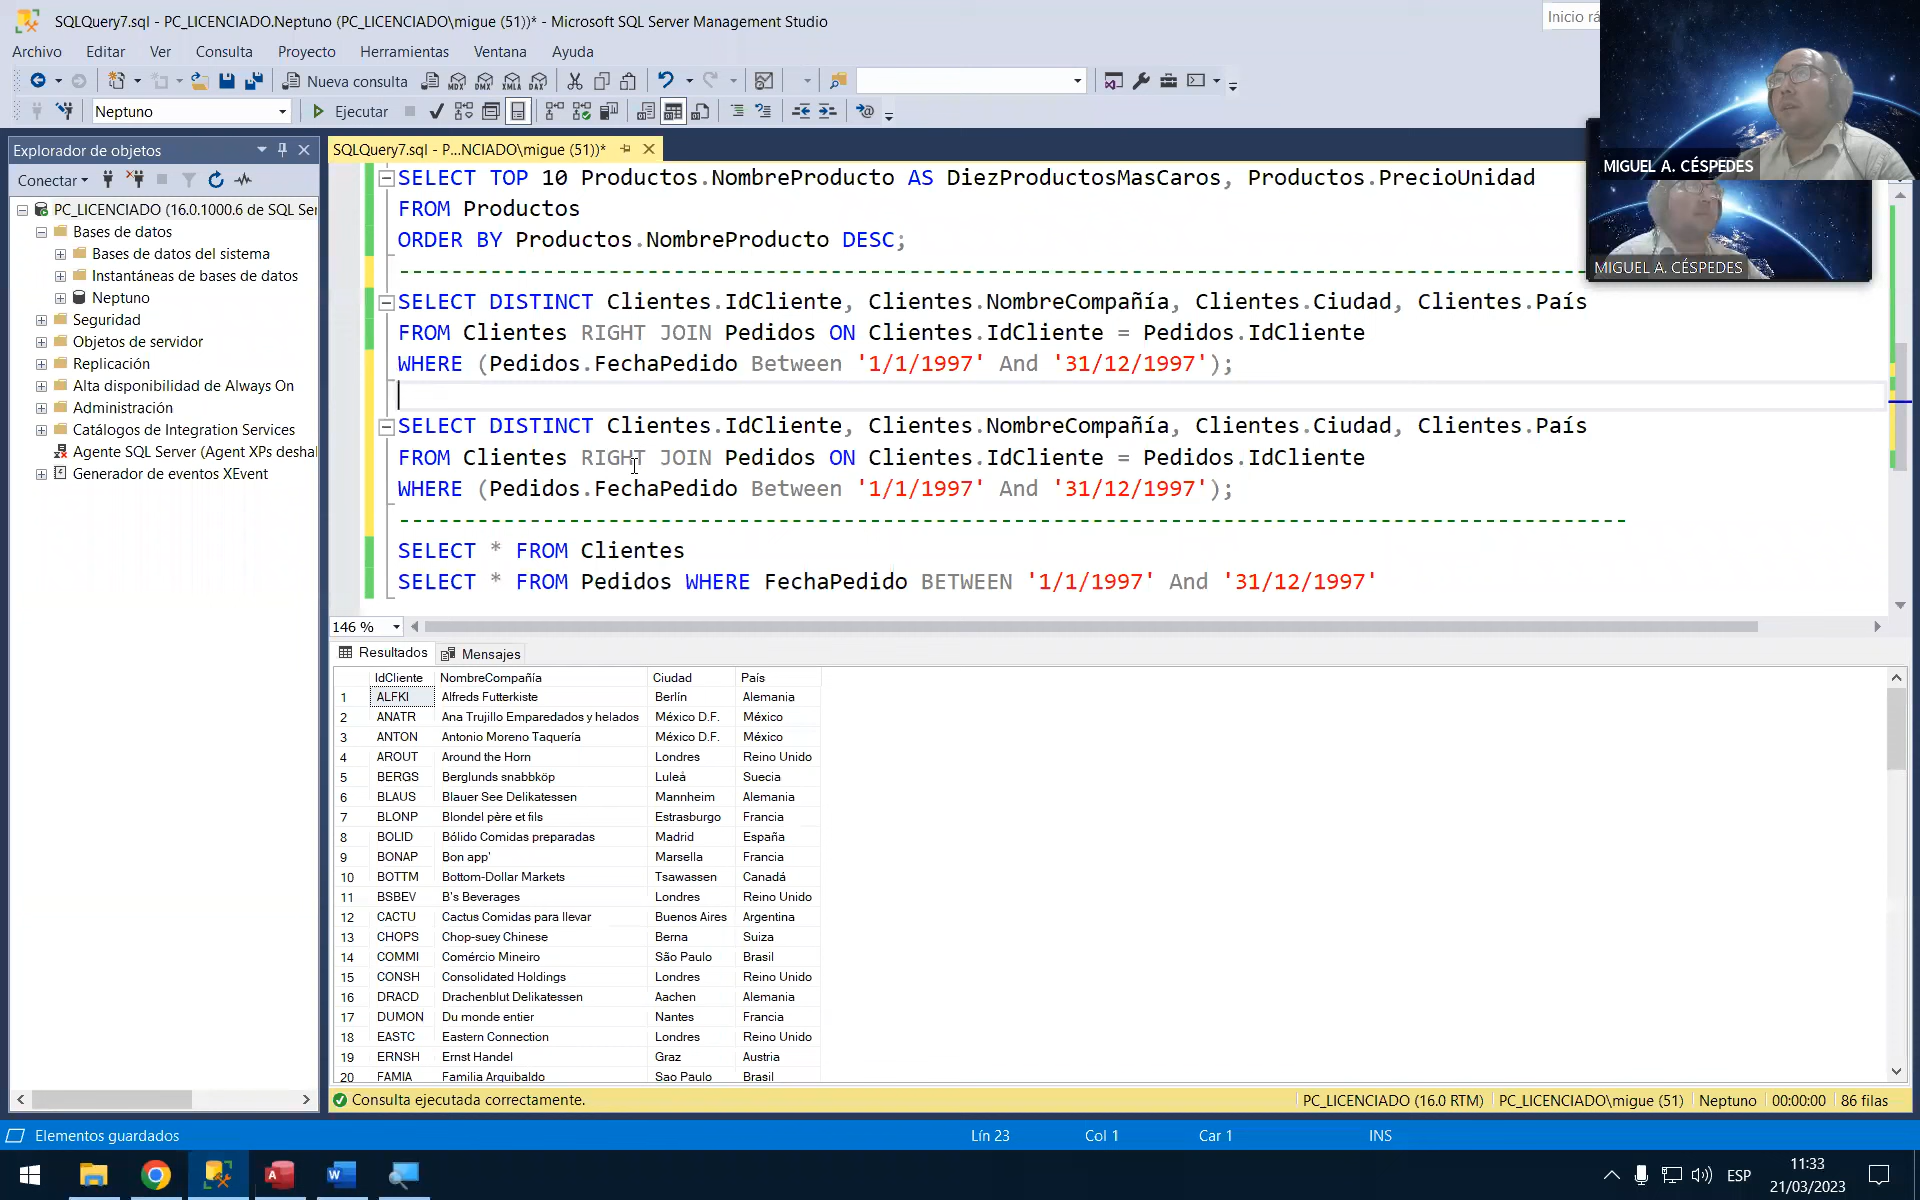 SQLQuery7.sql - PC_LICENCIADO.Neptuno (PC_LICENCIADO\migue (51))* - Microsoft SQL Server Management Studio
Inicio rá
Archivo Editar Ver Consulta Proyecto Herramientas Ventana Ayuda
Nueva consulta MDX DMX XMLA DAX
Neptuno Ejecutar
MIGUEL A. CÉSPEDES
MIGUEL A. CÉSPEDES
Explorador de objetos
Conectar
PC_LICENCIADO (16.0.1000.6 de SQL Ser
Bases de datos
Bases de datos del sistema
Instantáneas de bases de datos
Neptuno
Seguridad
Objetos de servidor
Replicación
Alta disponibilidad de Always On
Administración
Catálogos de Integration Services
Agente SQL Server (Agent XPs desha
Generador de eventos XEvent
SQLQuery7.sql - P...NCIADO\migue (51))*
SELECT TOP 10 Productos.NombreProducto AS DiezProductosMasCaros, Productos.PrecioUnidad
FROM Productos
ORDER BY Productos.NombreProducto DESC;
SELECT DISTINCT Clientes.IdCliente, Clientes.NombreCompañía, Clientes.Ciudad, Clientes.País
FROM Clientes RIGHT JOIN Pedidos ON Clientes.IdCliente = Pedidos.IdCliente
WHERE (Pedidos.FechaPedido Between '1/1/1997' And '31/12/1997');
SELECT DISTINCT Clientes.IdCliente, Clientes.NombreCompañía, Clientes.Ciudad, Clientes.País
FROM Clientes RIGHT JOIN Pedidos ON Clientes.IdCliente = Pedidos.IdCliente
WHERE (Pedidos.FechaPedido Between '1/1/1997' And '31/12/1997');
SELECT * FROM Clientes
SELECT * FROM Pedidos WHERE FechaPedido BETWEEN '1/1/1997' And '31/12/1997'
146 %
Resultados Mensajes
IdCliente NombreCompañía Ciudad País
1 ALFKI Alfreds Futterkiste Berlín Alemania
2 ANATR Ana Trujillo Emparedados y helados México D.F. México
3 ANTON Antonio Moreno Taquería México D.F. México
4 AROUT Around the Horn Londres Reino Unido
5 BERGS Berglunds snabbköp Luleå Suecia
6 BLAUS Blauer See Delikatessen Mannheim Alemania
7 BLONP Blondel père et fils Estrasburgo Francia
8 BOLID Bólido Comidas preparadas Madrid España
9 BONAP Bon app' Marsella Francia
10 BOTTM Bottom-Dollar Markets Tsawassen Canadá
11 BSBEV B's Beverages Londres Reino Unido
12 CACTU Cactus Comidas para llevar Buenos Aires Argentina
13 CHOPS Chop-suey Chinese Berna Suiza
14 COMMI Comércio Mineiro São Paulo Brasil
15 CONSH Consolidated Holdings Londres Reino Unido
16 DRACD Drachenblut Delikatessen Aachen Alemania
17 DUMON Du monde entier Nantes Francia
18 EASTC Eastern Connection Londres Reino Unido
19 ERNSH Ernst Handel Graz Austria
20 FAMIA Familia Arquibaldo Sao Paulo Brasil
Consulta ejecutada correctamente. PC_LICENCIADO (16.0 RTM) PC_LICENCIADO\migue (51) Neptuno 00:00:00 86 filas
Elementos guardados Lín 23 Col 1 Car 1 INS
ESP
11:33
21/03/2023